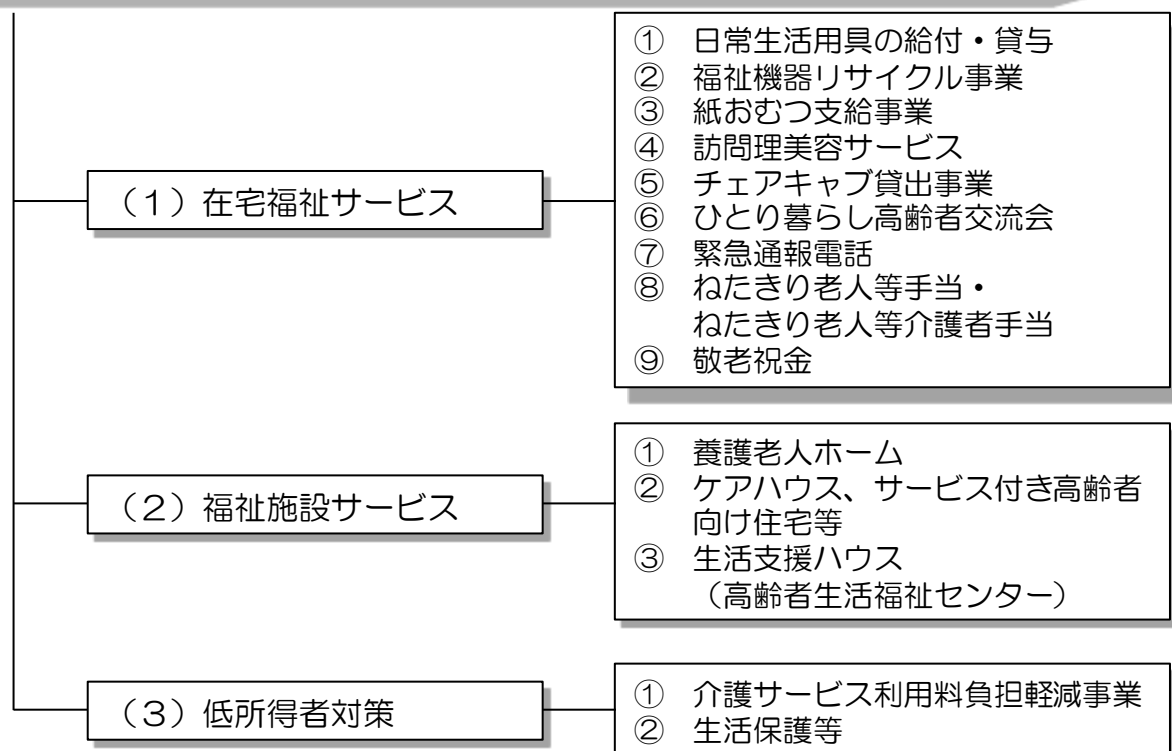 （１）在宅福祉サービス
① 日常生活用具の給付・貸与
② 福祉機器リサイクル事業
③ 紙おむつ支給事業
④ 訪問理美容サービス
⑤ チェアキャブ貸出事業
⑥ ひとり暮らし高齢者交流会
⑦ 緊急通報電話
⑧ ねたきり老人等手当・
ねたきり老人等介護者手当
⑨ 敬老祝金
（２）福祉施設サービス
① 養護老人ホーム
② ケアハウス、サービス付き高齢者
向け住宅等
③ 生活支援ハウス
（高齢者生活福祉センター）
（３）低所得者対策
① 介護サービス利用料負担軽減事業
② 生活保護等